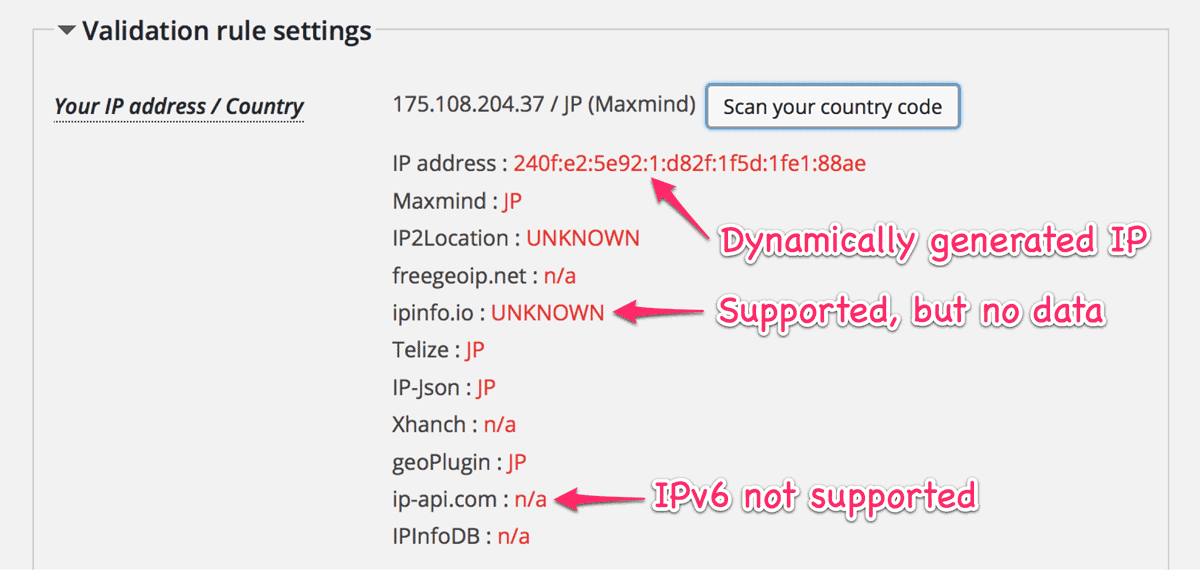 Validation rule settings
Your IP address / Country
175.108.204.37 / JP (Maxmind)
Scan your country code
IP address : 240f:e2:5e92:1:d82f:1f5d:1fe1:88ae
Maxmind : JP
Dynamically generated IP
IP2Location : UNKNOWN
freegeoip.net : n/a
ipinfo.io : UNKNOWN
Supported, but no data
Telize : JP
IP-Json : JP
Xhanch : n/a
geoPlugin : JP
ip-api.com : n/a
IPv6 not supported
IPInfoDB : n/a